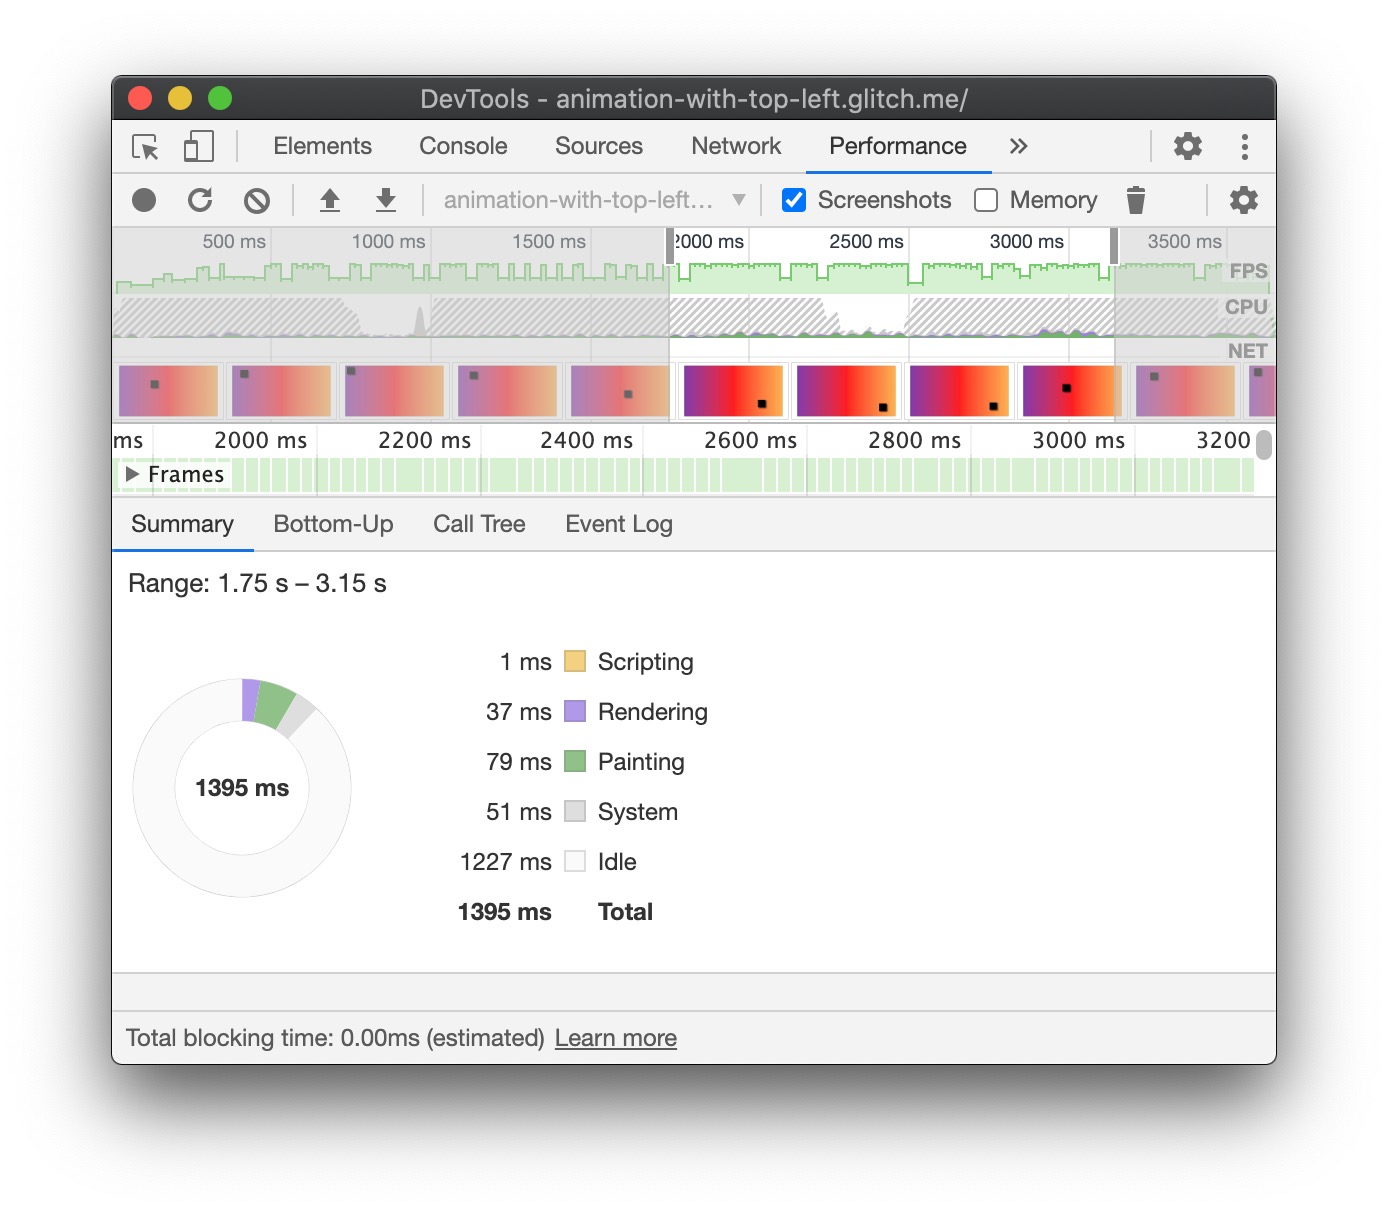 DevTools - animation-with-top-left.glitch.me/
Elements Console Sources Network Performance »
animation-with-top-left... Screenshots Memory
500 ms 1000 ms 1500 ms 2000 ms 2500 ms 3000 ms 3500 ms
FPS
CPU
NET
ms 2000 ms 2200 ms 2400 ms 2600 ms 2800 ms 3000 ms 3200
Frames
Summary Bottom-Up Call Tree Event Log
Range: 1.75 s – 3.15 s
1 ms Scripting
37 ms Rendering
79 ms Painting
1395 ms
51 ms System
1227 ms Idle
1395 ms Total
Total blocking time: 0.00ms (estimated) Learn more